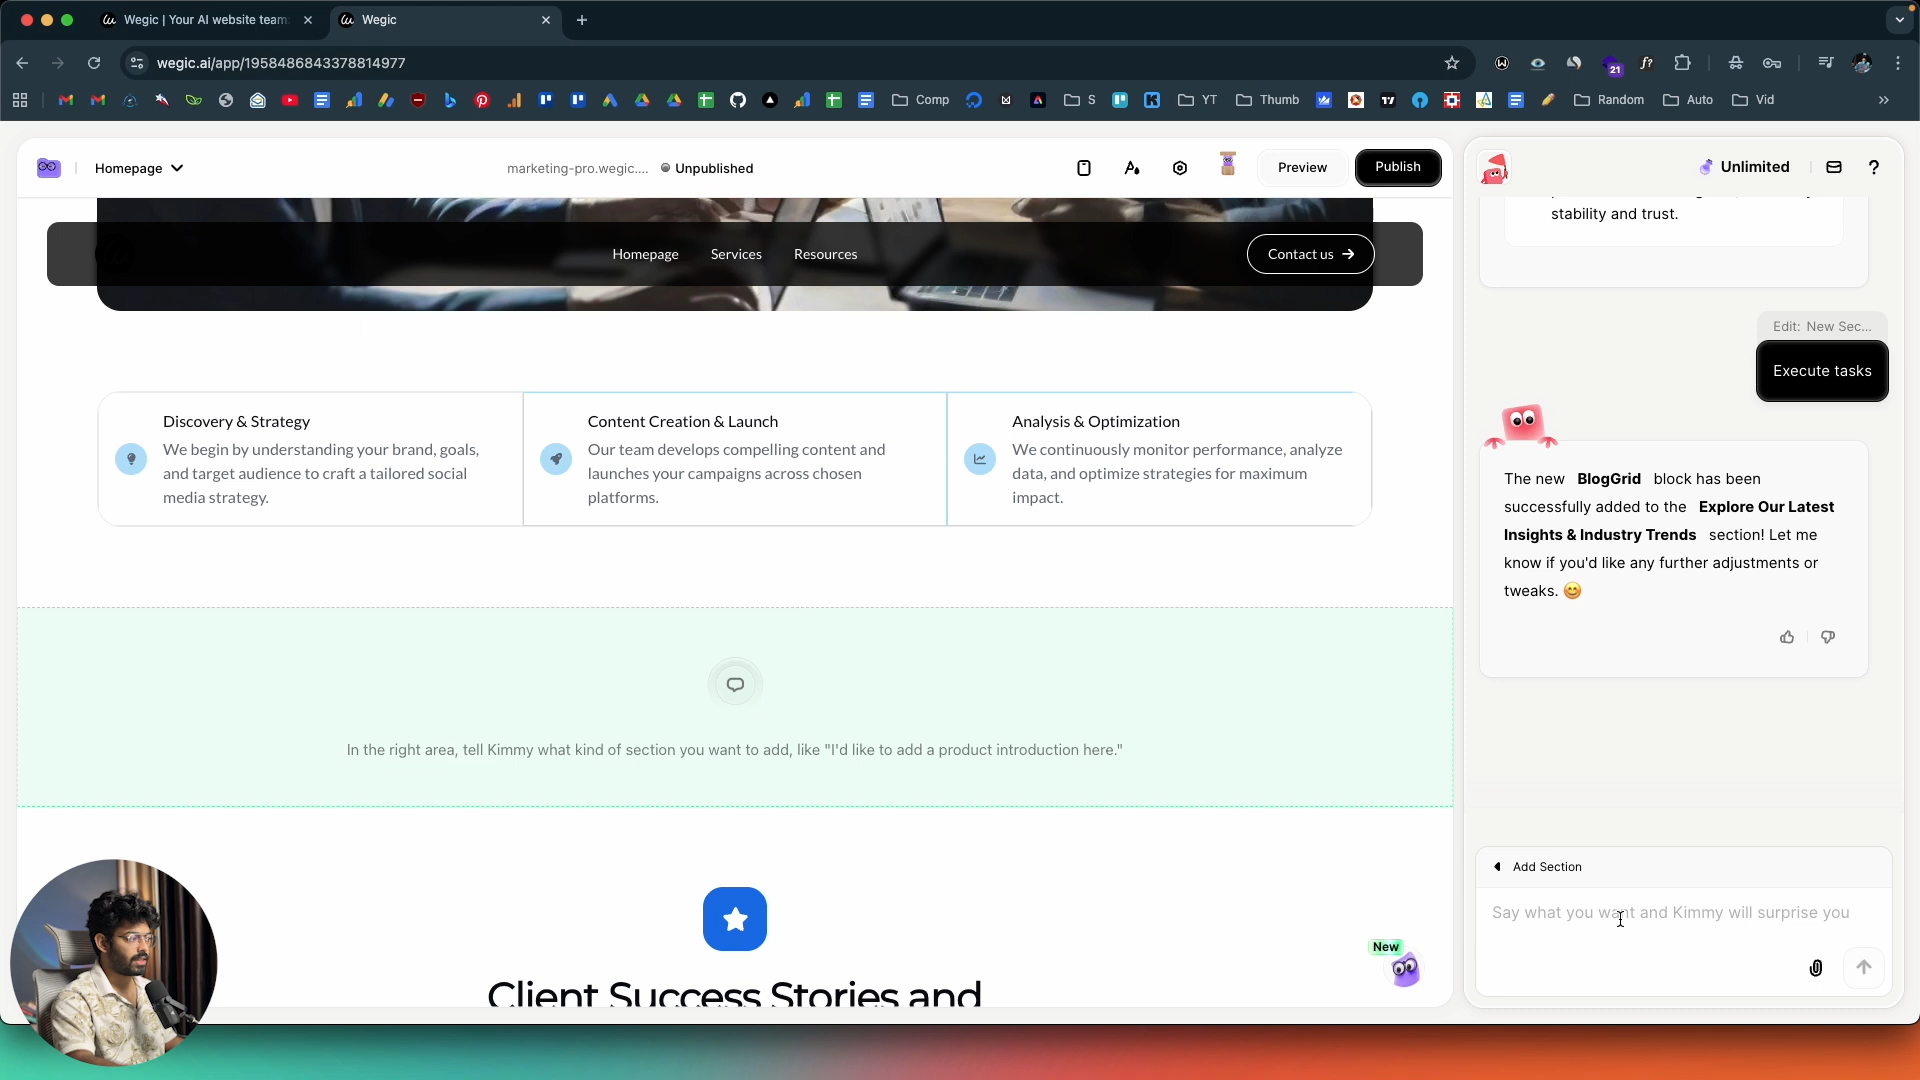 Wegic | Your AI website team:
Wegic
wegic.ai/app/1958486843378814977
21
f?
Comp
S
YT
Thumb
Random
Auto
Vid
Homepage
marketing-pro.wegic....
Unpublished
Preview
Publish
Unlimited
?
Homepage
Services
Resources
Contact us
stability and trust.
Edit: New Sec...
Execute tasks
Discovery & Strategy
We begin by understanding your brand, goals,
and target audience to craft a tailored social
media strategy.
Content Creation & Launch
Our team develops compelling content and
launches your campaigns across chosen
platforms.
Analysis & Optimization
We continuously monitor performance, analyze
data, and optimize strategies for maximum
impact.
The new BlogGrid block has been
successfully added to the Explore Our Latest
Insights & Industry Trends section! Let me
know if you'd like any further adjustments or
tweaks. 😊
In the right area, tell Kimmy what kind of section you want to add, like "I'd like to add a product introduction here."
Add Section
Say what you want and Kimmy will surprise you
New
Client Success Stories and